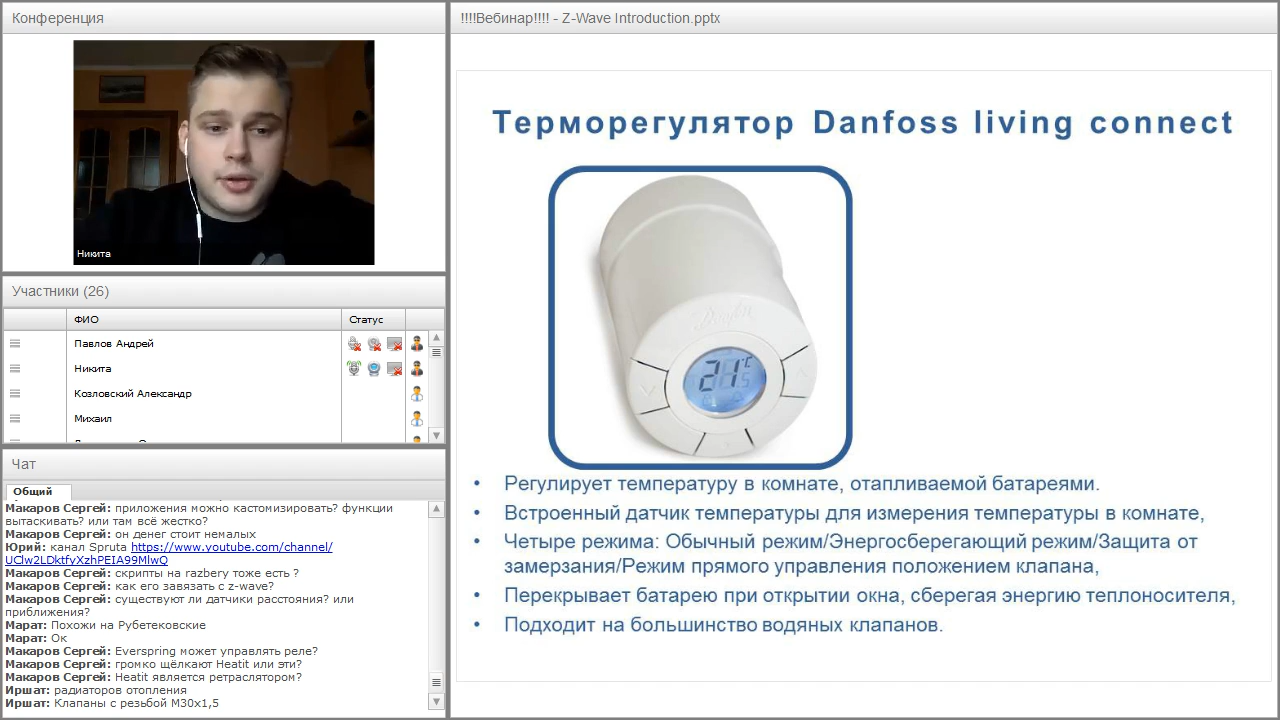 Конференция
Никита
Участники (26)
ФИО
Статус
Павлов Андрей
Никита
Козловский Александр
Михаил
Чат
Общий
Макаров Сергей: приложения можно кастомизировать? функции
вытаскивать? или там всё жестко?
Макаров Сергей: он денег стоит немалых
Юрий: канал Spruta https://www.youtube.com/channel/
UClw2LDktfyXzhPEIA99MlwQ
Макаров Сергей: скрипты на razbery тоже есть ?
Макаров Сергей: как его завязать с z-wave?
Макаров Сергей: существуют ли датчики расстояния? или
приближения?
Марат: Похожи на Рубетековские
Марат: Ок
Макаров Сергей: Everspring может управлять реле?
Макаров Сергей: громко щёлкают Heatit или эти?
Макаров Сергей: Heatit является ретраслятором?
Иршат: радиаторов отопления
Иршат: Клапаны с резьбой М30х1,5
!!!!Вебинар!!!! - Z-Wave Introduction.pptx
Терморегулятор Danfoss living connect
Danfoss
21.5 °C
• Регулирует температуру в комнате, отапливаемой батареями.
• Встроенный датчик температуры для измерения температуры в комнате,
• Четыре режима: Обычный режим/Энергосберегающий режим/Защита от
замерзания/Режим прямого управления положением клапана,
• Перекрывает батарею при открытии окна, сберегая энергию теплоносителя,
• Подходит на большинство водяных клапанов.